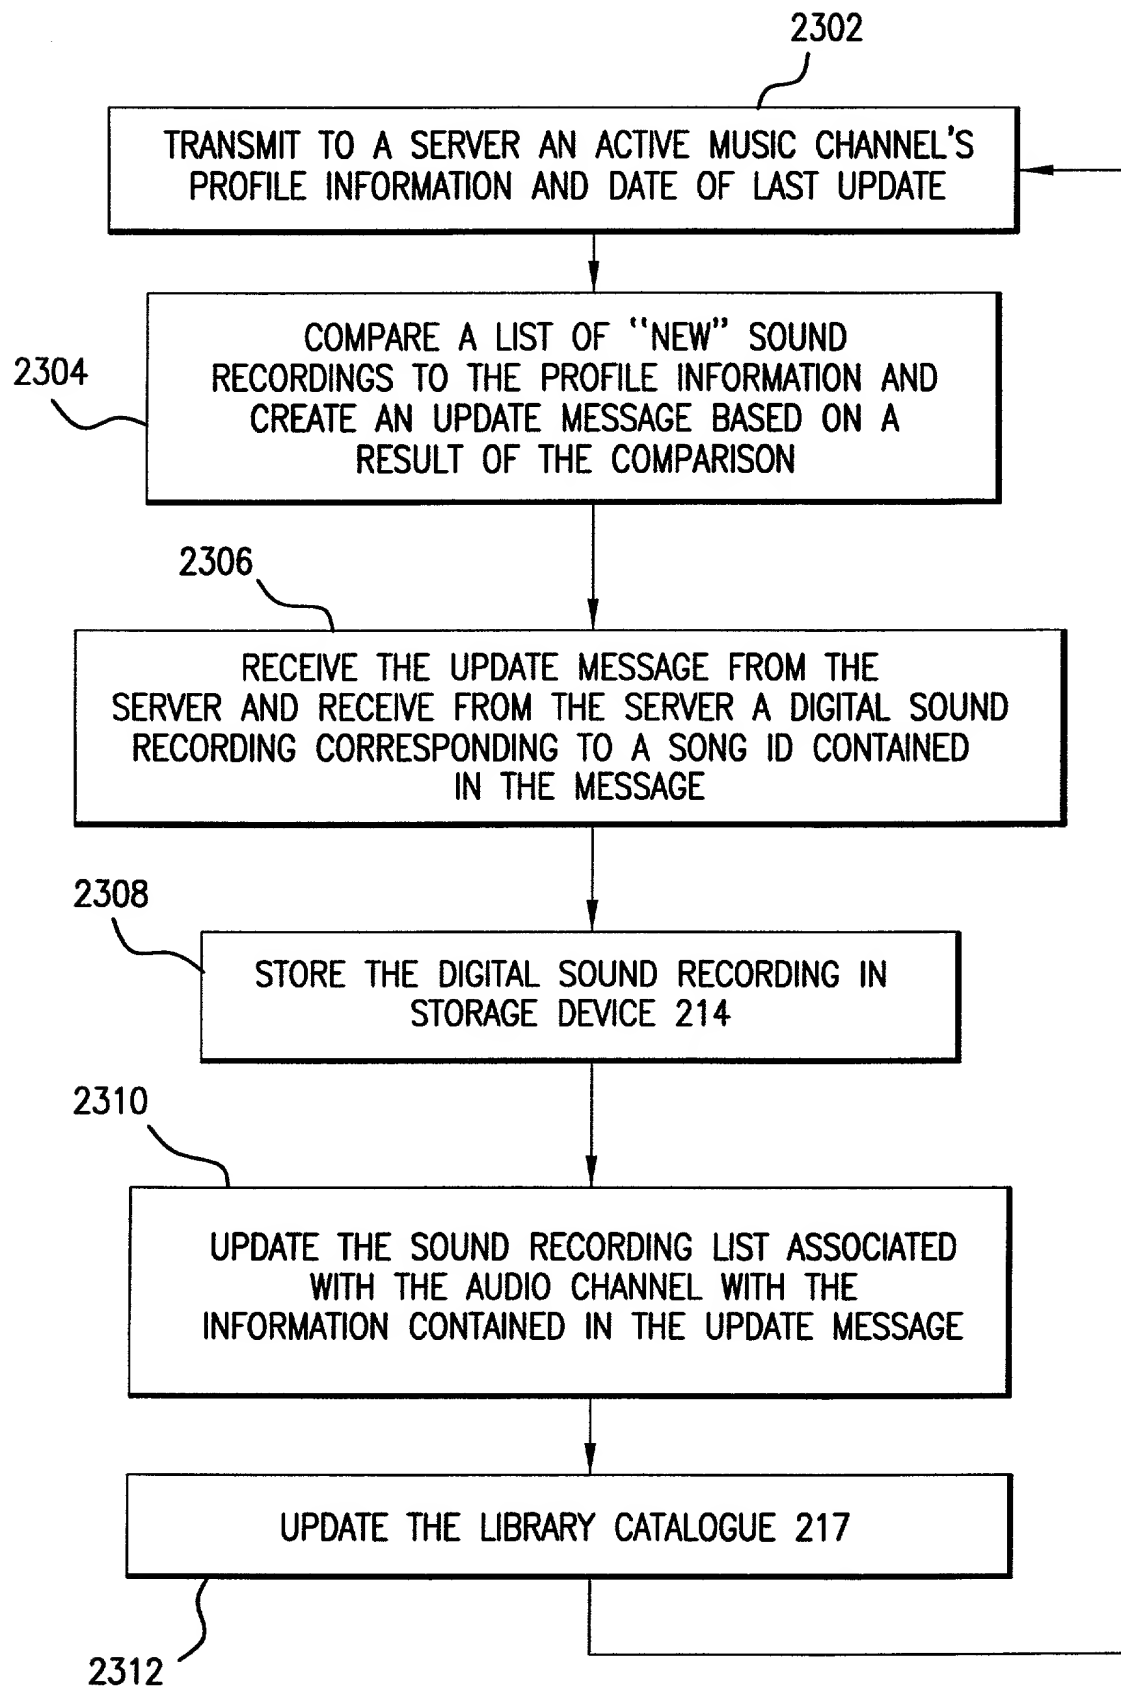 2302
TRANSMIT TO A SERVER AN ACTIVE MUSIC CHANNEL'S
PROFILE INFORMATION AND DATE OF LAST UPDATE
2304
COMPARE A LIST OF "NEW" SOUND
RECORDINGS TO THE PROFILE INFORMATION AND
CREATE AN UPDATE MESSAGE BASED ON A
RESULT OF THE COMPARISON
2306
RECEIVE THE UPDATE MESSAGE FROM THE
SERVER AND RECEIVE FROM THE SERVER A DIGITAL SOUND
RECORDING CORRESPONDING TO A SONG ID CONTAINED
IN THE MESSAGE
2308
STORE THE DIGITAL SOUND RECORDING IN
STORAGE DEVICE 214
2310
UPDATE THE SOUND RECORDING LIST ASSOCIATED
WITH THE AUDIO CHANNEL WITH THE
INFORMATION CONTAINED IN THE UPDATE MESSAGE
UPDATE THE LIBRARY CATALOGUE 217
2312